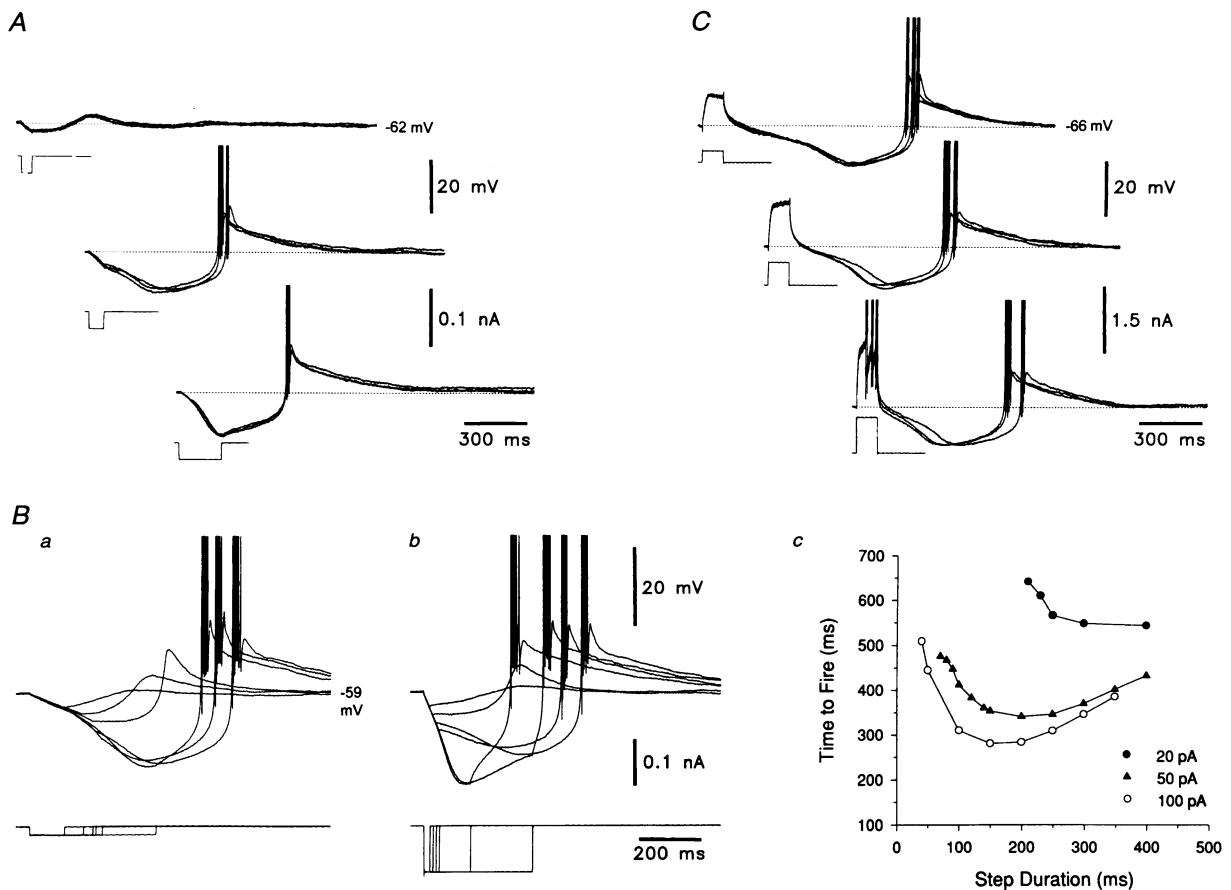 A
-62 mV
20 mV
0.1 nA
300 ms
C
-66 mV
20 mV
1.5 nA
300 ms
B
a
-59
mV
b
20 mV
0.1 nA
200 ms
c
Time to Fire (ms)
700
600
500
400
300
200
100
20 pA
50 pA
100 pA
0 100 200 300 400 500
Step Duration (ms)